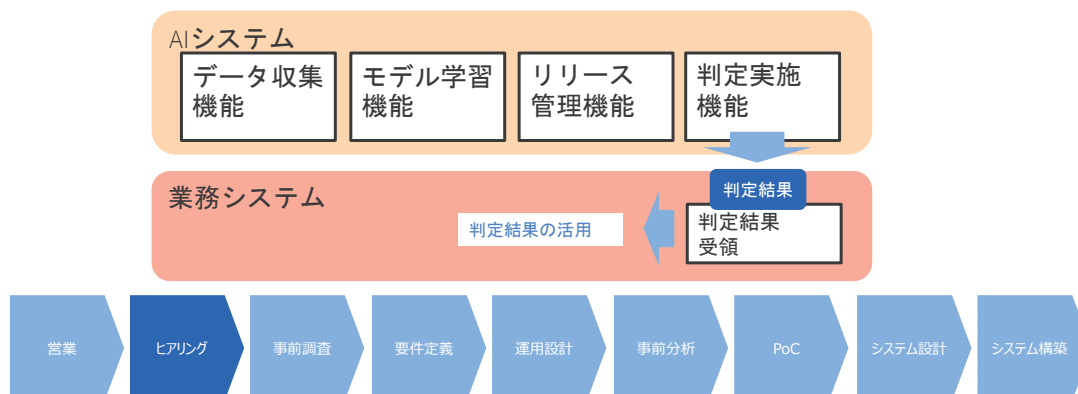 AIシステム
データ収集
機能
モデル学習
機能
リリース
管理機能
判定実施
機能
業務システム
判定結果
判定結果の活用
判定結果
受領
営業
ヒアリング
事前調査
要件定義
運用設計
事前分析
PoC
システム設計
システム構築